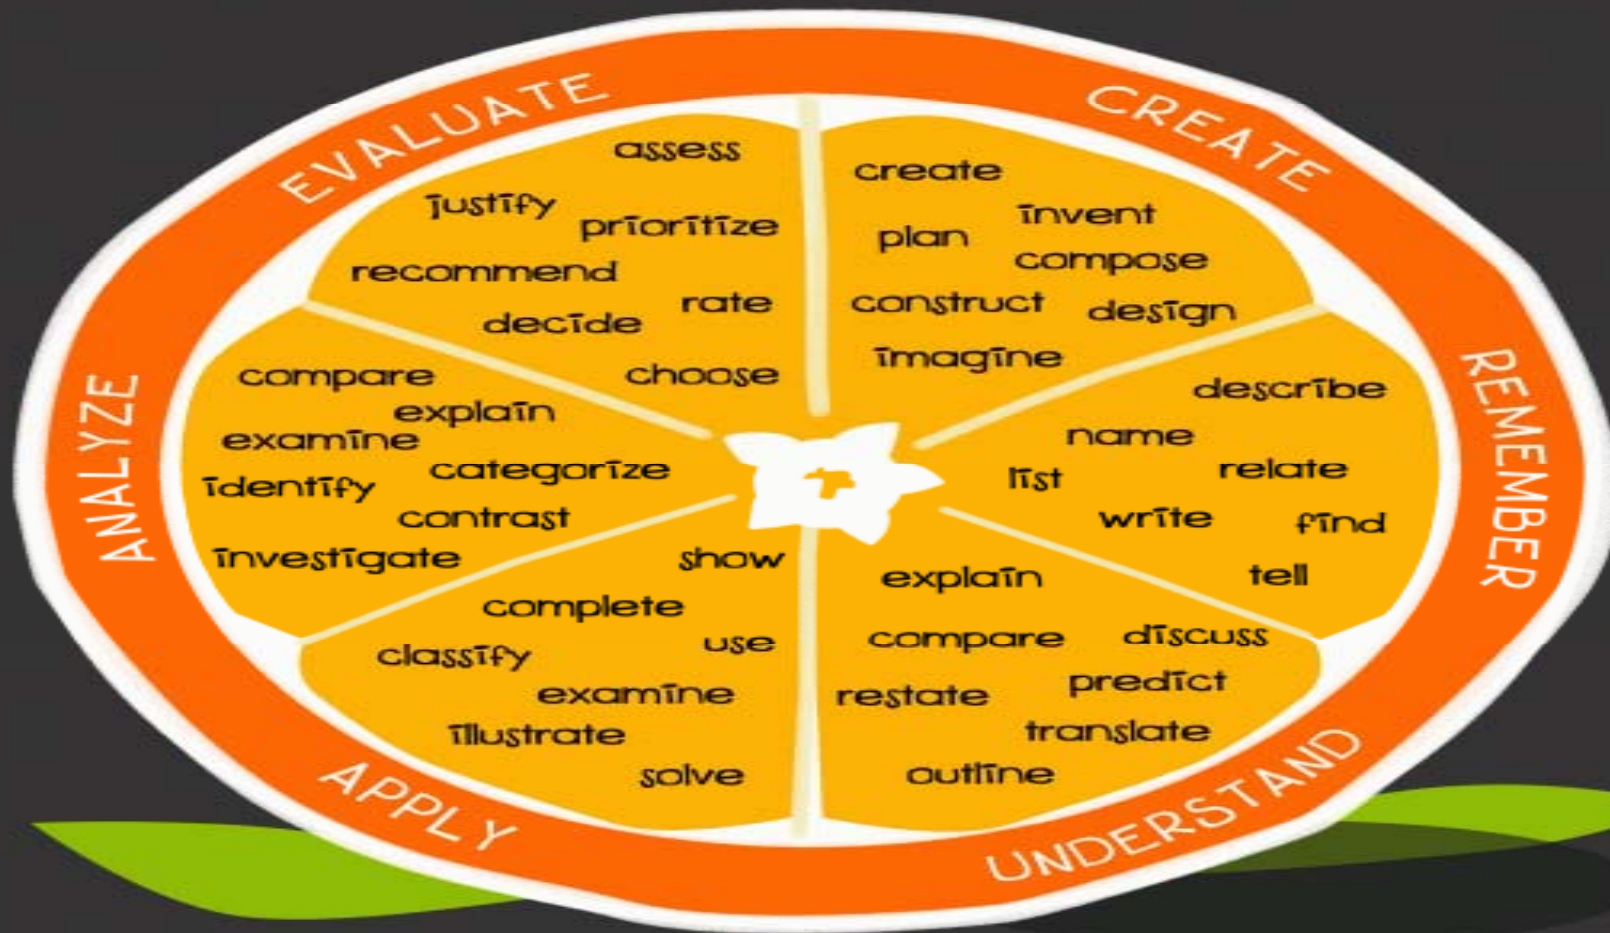 EVALUATE
assess
justify
prioritize
recommend
rate
decide
choose
CREATE
create
invent
plan
compose
construct
design
imagine
REMEMBER
describe
name
list
relate
write
find
tell
UNDERSTAND
explain
compare
discuss
restate
predict
translate
outline
APPLY
show
complete
classify
use
examine
illustrate
solve
ANALYZE
compare
explain
examine
identify
categorize
contrast
investigate